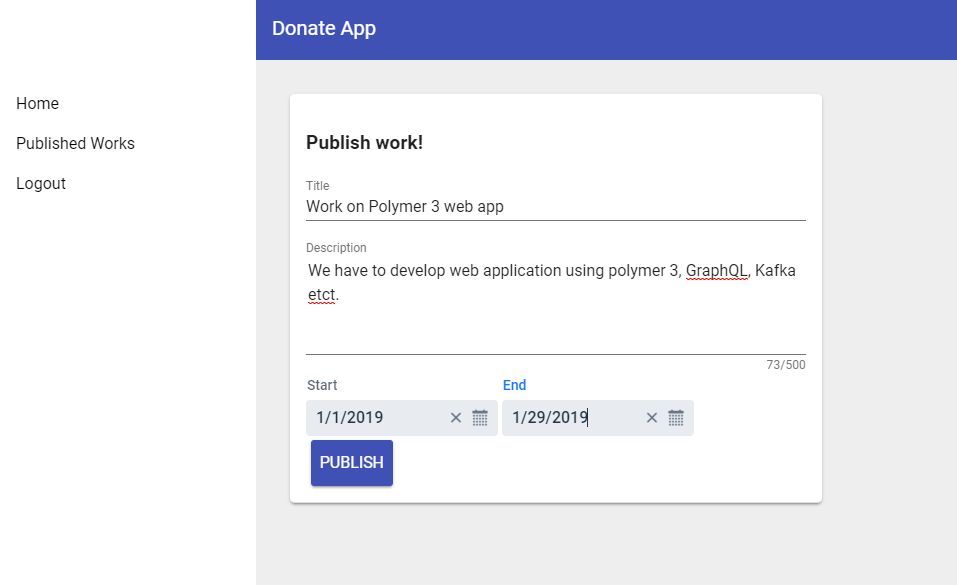 Donate App
Home
Published Works
Logout
Publish work!
Title
Work on Polymer 3 web app
Description
We have to develop web application using polymer 3, GraphQL, Kafka
etct.
73/500
Start
End
1/1/2019
1/29/2019
PUBLISH